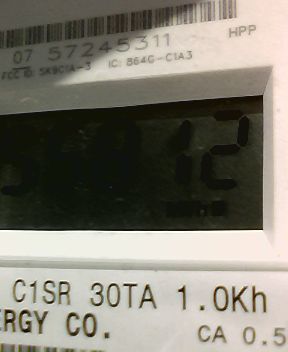 07 57245311
HPP
FCC ID: SK9C1A-3 IC: 864G-C1A3
12
C1SR 30TA 1.0Kh
ERGY CO.
CA 0.5